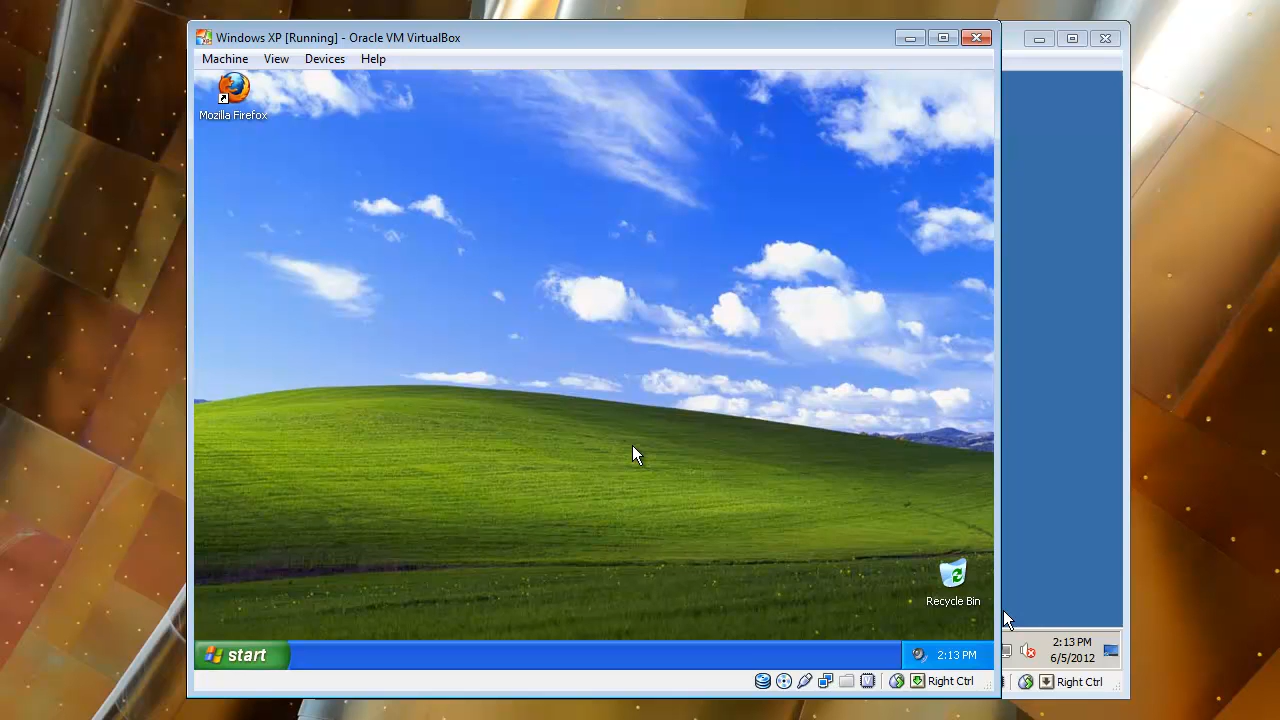 Windows XP [Running] - Oracle VM VirtualBox
Machine View Devices Help
Mozilla Firefox
Recycle Bin
start
2:13 PM
2:13 PM
6/5/2012
Right Ctrl
Right Ctrl